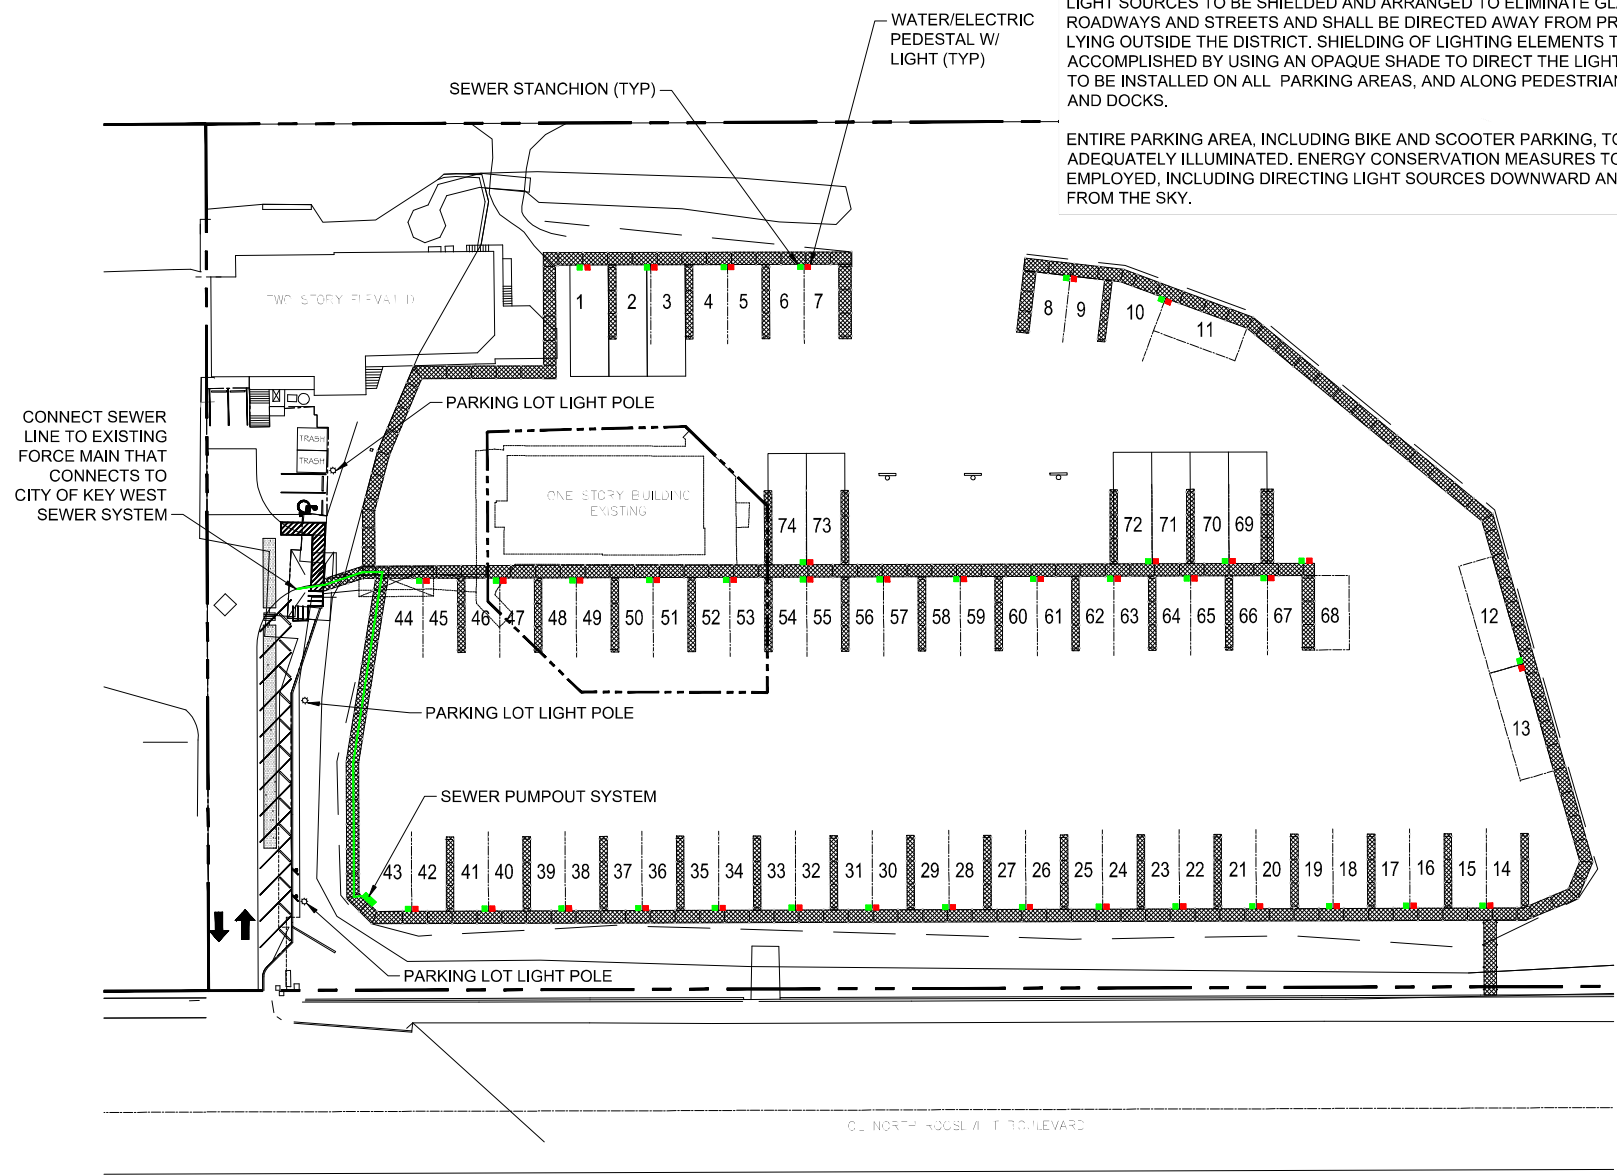 LIGHT SOURCES TO BE SHIELDED AND ARRANGED TO ELIMINATE
ROADWAYS AND STREETS AND SHALL BE DIRECTED AWAY FROM
LYING OUTSIDE THE DISTRICT. SHIELDING OF LIGHTING ELEMENTS
ACCOMPLISHED BY USING AN OPAQUE SHADE TO DIRECT THE LIGHT
TO BE INSTALLED ON ALL PARKING AREAS, AND ALONG PEDESTRIAN
AND DOCKS.
ENTIRE PARKING AREA, INCLUDING BIKE AND SCOOTER PARKING,
ADEQUATELY ILLUMINATED. ENERGY CONSERVATION MEASURES
EMPLOYED, INCLUDING DIRECTING LIGHT SOURCES DOWNWARD
FROM THE SKY.
WATER/ELECTRIC
PEDESTAL W/
LIGHT (TYP)
SEWER STANCHION (TYP)
TWO STORY
1 2 3 4 5 6 7
8 9 10 11
PARKING LOT LIGHT POLE
CONNECT SEWER
LINE TO EXISTING
FORCE MAIN THAT
CONNECTS TO
CITY OF KEY WEST
SEWER SYSTEM
TRASH
TRASH
ONE STORY BUILDING
EXISTING
74 73 72 71 70 69
44 45 46 47 48 49 50 51 52 53 54 55 56 57 58 59 60 61 62 63 64 65 66 67 68
12
13
PARKING LOT LIGHT POLE
SEWER PUMPOUT SYSTEM
43 42 41 40 39 38 37 36 35 34 33 32 31 30 29 28 27 26 25 24 23 22 21 20 19 18 17 16 15 14
PARKING LOT LIGHT POLE
NORTH BOULEVARD